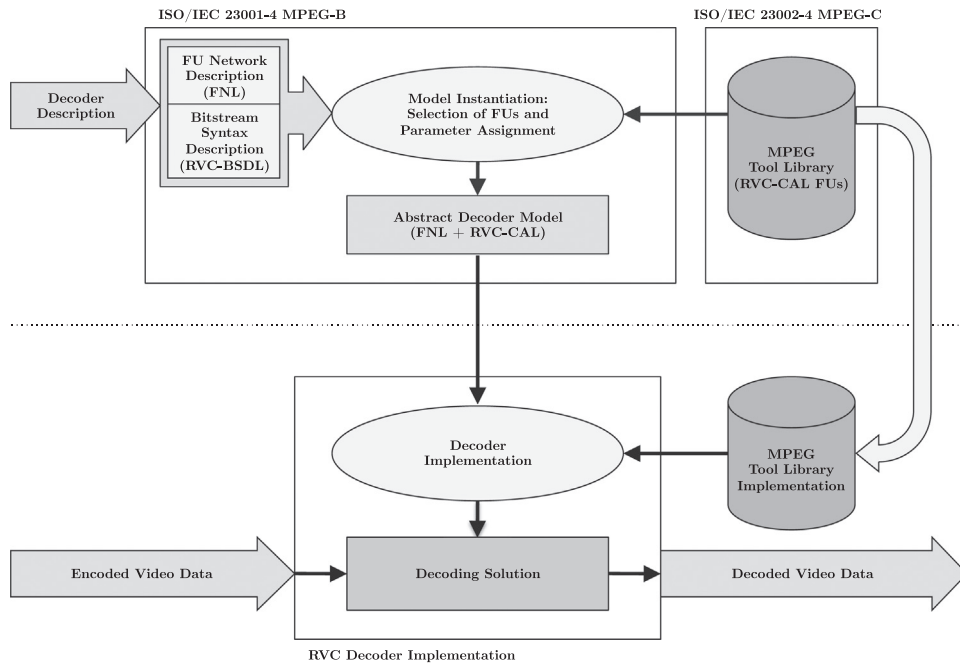 ISO/IEC 23001-4 MPEG-B
ISO/IEC 23002-4 MPEG-C
Decoder
Description
FU Network
Description
(FNL)
Bitstream
Syntax
Description
(RVC-BSDL)
Model Instantiation:
Selection of FUs and
Parameter Assignment
MPEG
Tool Library
(RVC-CAL FUs)
Abstract Decoder Model
(FNL + RVC-CAL)
Decoder
Implementation
MPEG
Tool Library
Implementation
Encoded Video Data
Decoding Solution
Decoded Video Data
RVC Decoder Implementation